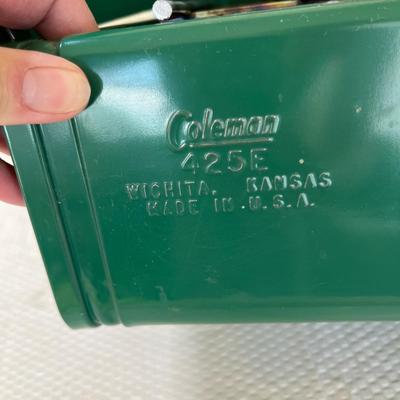 Coleman
425E
WICHITA, KANSAS
MADE IN U.S.A.